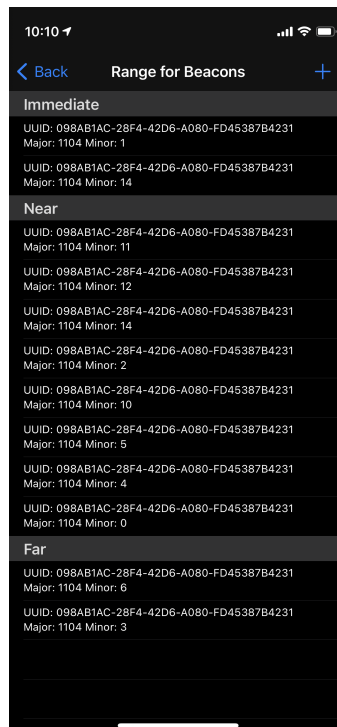 10:10
Back
Range for Beacons
+
Immediate
UUID: 098AB1AC-28F4-42D6-A080-FD45387B4231
Major: 1104 Minor: 1
UUID: 098AB1AC-28F4-42D6-A080-FD45387B4231
Major: 1104 Minor: 14
Near
UUID: 098AB1AC-28F4-42D6-A080-FD45387B4231
Major: 1104 Minor: 11
UUID: 098AB1AC-28F4-42D6-A080-FD45387B4231
Major: 1104 Minor: 12
UUID: 098AB1AC-28F4-42D6-A080-FD45387B4231
Major: 1104 Minor: 14
UUID: 098AB1AC-28F4-42D6-A080-FD45387B4231
Major: 1104 Minor: 2
UUID: 098AB1AC-28F4-42D6-A080-FD45387B4231
Major: 1104 Minor: 10
UUID: 098AB1AC-28F4-42D6-A080-FD45387B4231
Major: 1104 Minor: 5
UUID: 098AB1AC-28F4-42D6-A080-FD45387B4231
Major: 1104 Minor: 4
UUID: 098AB1AC-28F4-42D6-A080-FD45387B4231
Major: 1104 Minor: 0
Far
UUID: 098AB1AC-28F4-42D6-A080-FD45387B4231
Major: 1104 Minor: 6
UUID: 098AB1AC-28F4-42D6-A080-FD45387B4231
Major: 1104 Minor: 3